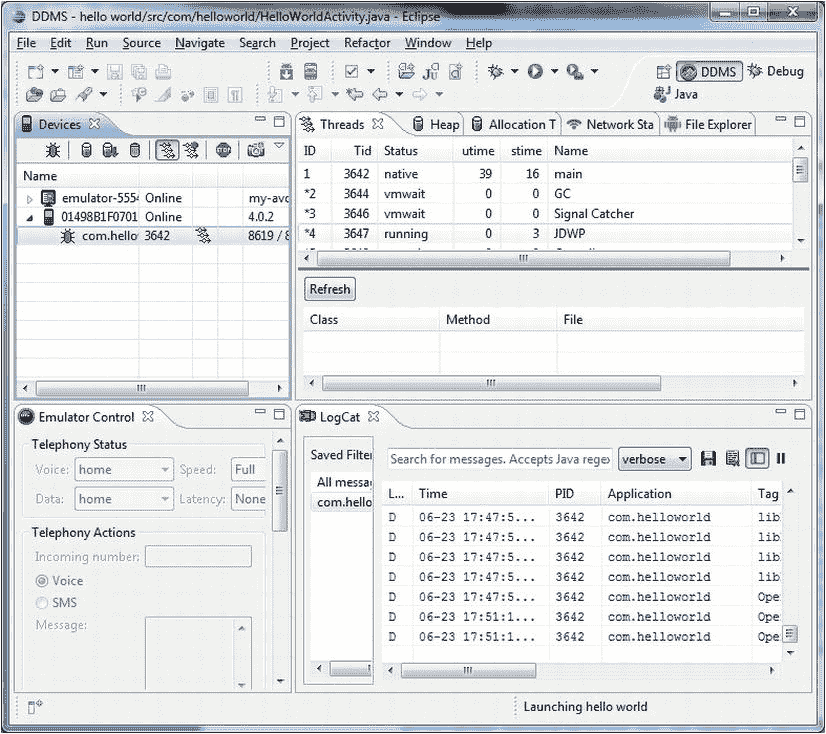 DDMS - hello world/src/com/helloworld/HelloWorldActivity.java - Eclipse
File Edit Run Source Navigate Search Project Refactor Window Help
DDMS Debug
Java
Devices
Name
emulator-5554 Online my-avd
01498B1F0701 Online 4.0.2
com.hello 3642 8619 / 8
Threads Heap Allocation T Network Sta File Explorer
ID Tid Status utime stime Name
1 3642 native 39 16 main
*2 3644 vmwait 0 0 GC
*3 3646 vmwait 0 0 Signal Catcher
*4 3647 running 0 3 JDWP
Refresh
Class Method File
Emulator Control
Telephony Status
Voice: home Speed: Full
Data: home Latency: None
Telephony Actions
Incoming number:
Voice
SMS
Message:
LogCat
Saved Filter
All messa
com.hello
Search for messages. Accepts Java regex verbose
L... Time PID Application Tag
D 06-23 17:47:5... 3642 com.helloworld lib
D 06-23 17:47:5... 3642 com.helloworld lib
D 06-23 17:47:5... 3642 com.helloworld lib
D 06-23 17:47:5... 3642 com.helloworld lib
D 06-23 17:47:5... 3642 com.helloworld Ope
D 06-23 17:51:1... 3642 com.helloworld Ope
D 06-23 17:51:1... 3642 com.helloworld Ope
Launching hello world